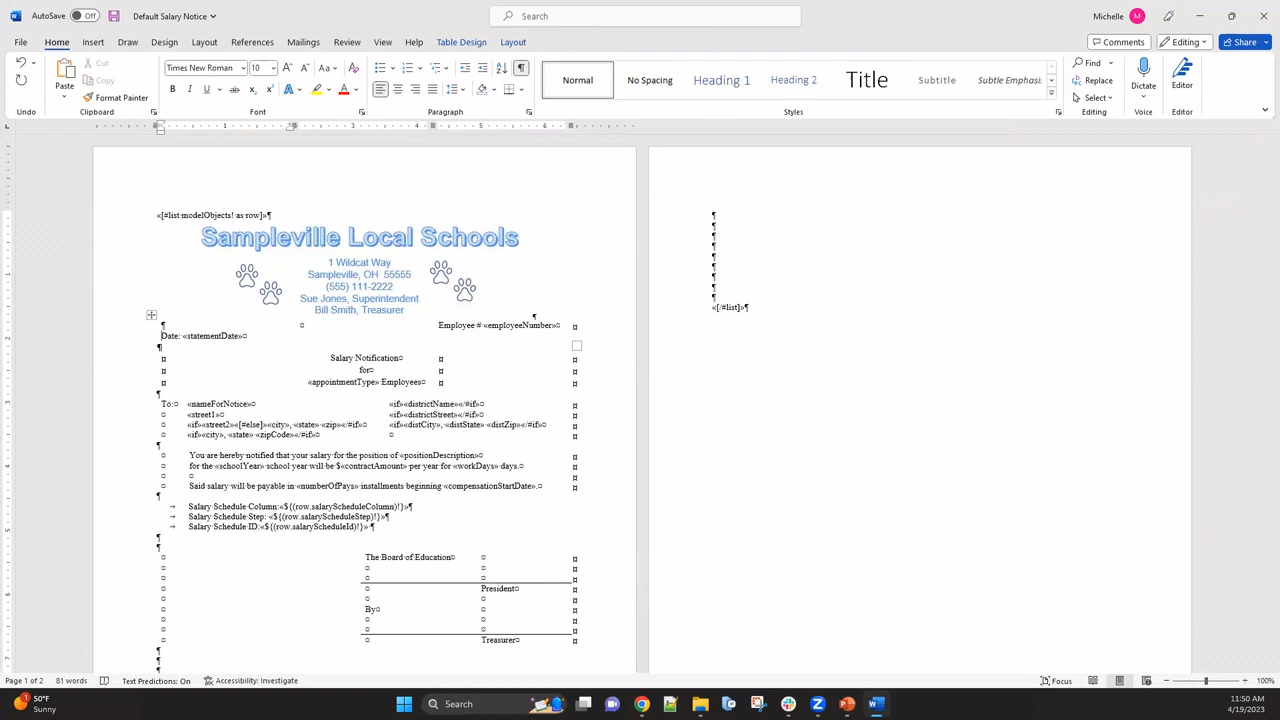 AutoSave Off Default Salary Notice Search Michelle M
File Home Insert Draw Design Layout References Mailings Review View Help Table Design Layout Comments Editing Share
Paste Cut Copy Format Painter
Times New Roman 10 Aa
Normal No Spacing Heading 1 Heading 2 Title Subtitle Subtle Emphasi
Find Replace Select
Dictate Editor
Undo Clipboard Font Paragraph Styles Editing Voice Editor
«[#list·modelObjects!·as·row]»¶
Sampleville Local Schools
1 Wildcat Way
Sampleville, OH 55555
(555) 111-2222
Sue Jones, Superintendent
Bill Smith, Treasurer
Employee·#·«employeeNumber»¤
Date:·«statementDate»¤
Salary·Notification¤
for¤
«appointmentType»·Employees¤
To:¤ «nameForNotice»¤ «if»«districtName»«/#if»¤
«street1»¤ «if»«districtStreet»«/#if»¤
«if»«street2»«[#else]»«city»,·«state»·«zip»«/#if»¤ «if»«distCity»,·«distState»·«distZip»«/#if»¤
«if»«city»,·«state»·«zipCode»«/#if»¤
You·are·hereby·notified·that·your·salary·for·the·position·of·«positionDescription»¤
for·the·«schoolYear»·school·year·will·be·$«contractAmount»·per·year·for·«workDays»·days.¤
Said·salary·will·be·payable·in·«numberOfPays»·installments·beginning·«compensationStartDate».¤
Salary·Schedule·Column:«${(row.salaryScheduleColumn)!}»¶
Salary·Schedule·Step:·«${(row.salaryScheduleStep)!}»¶
Salary·Schedule·ID:«${(row.salaryScheduleId)!}»·¶
The·Board·of·Education¤
President¤
By¤
Treasurer¤
«[/#list]»¶
Page 1 of 2 81 words Text Predictions: On Accessibility: Investigate Focus 100%
50°F
Sunny
Search
11:50 AM
4/19/2023